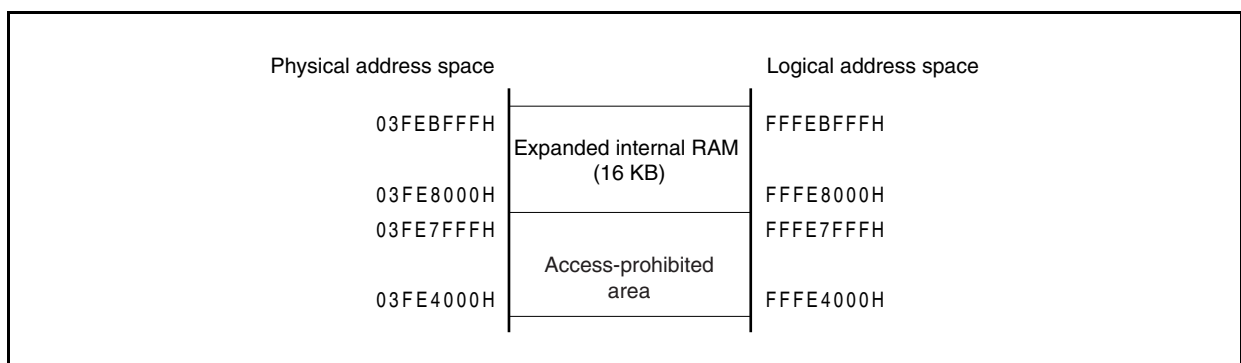 Physical address space
Logical address space
03FEBFFFH
FFFEBFFFH
Expanded internal RAM
(16 KB)
03FE8000H
FFFE8000H
03FE7FFFH
FFFE7FFFH
Access-prohibited
area
03FE4000H
FFFE4000H